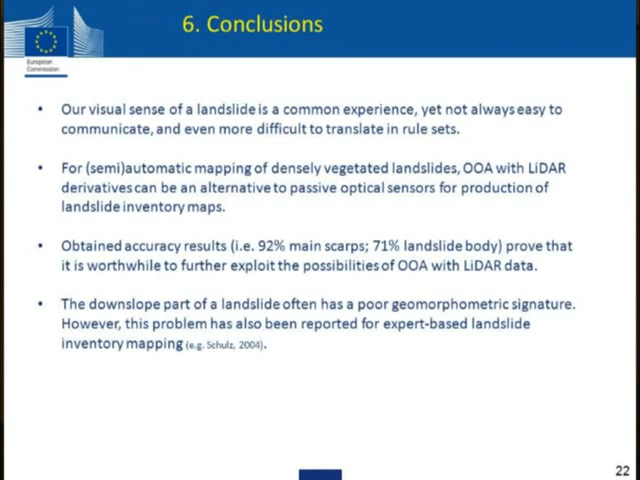 6. Conclusions
European
Commission
• Our visual sense of a landslide is a common experience, yet not always easy to
communicate, and even more difficult to translate in rule sets.
• For (semi)automatic mapping of densely vegetated landslides, OOA with LiDAR
derivatives can be an alternative to passive optical sensors for production of
landslide inventory maps.
• Obtained accuracy results (i.e. 92% main scarps; 71% landslide body) prove that
it is worthwhile to further exploit the possibilities of OOA with LiDAR data.
• The downslope part of a landslide often has a poor geomorphometric signature.
However, this problem has also been reported for expert-based landslide
inventory mapping (e.g. Schulz, 2004).
22